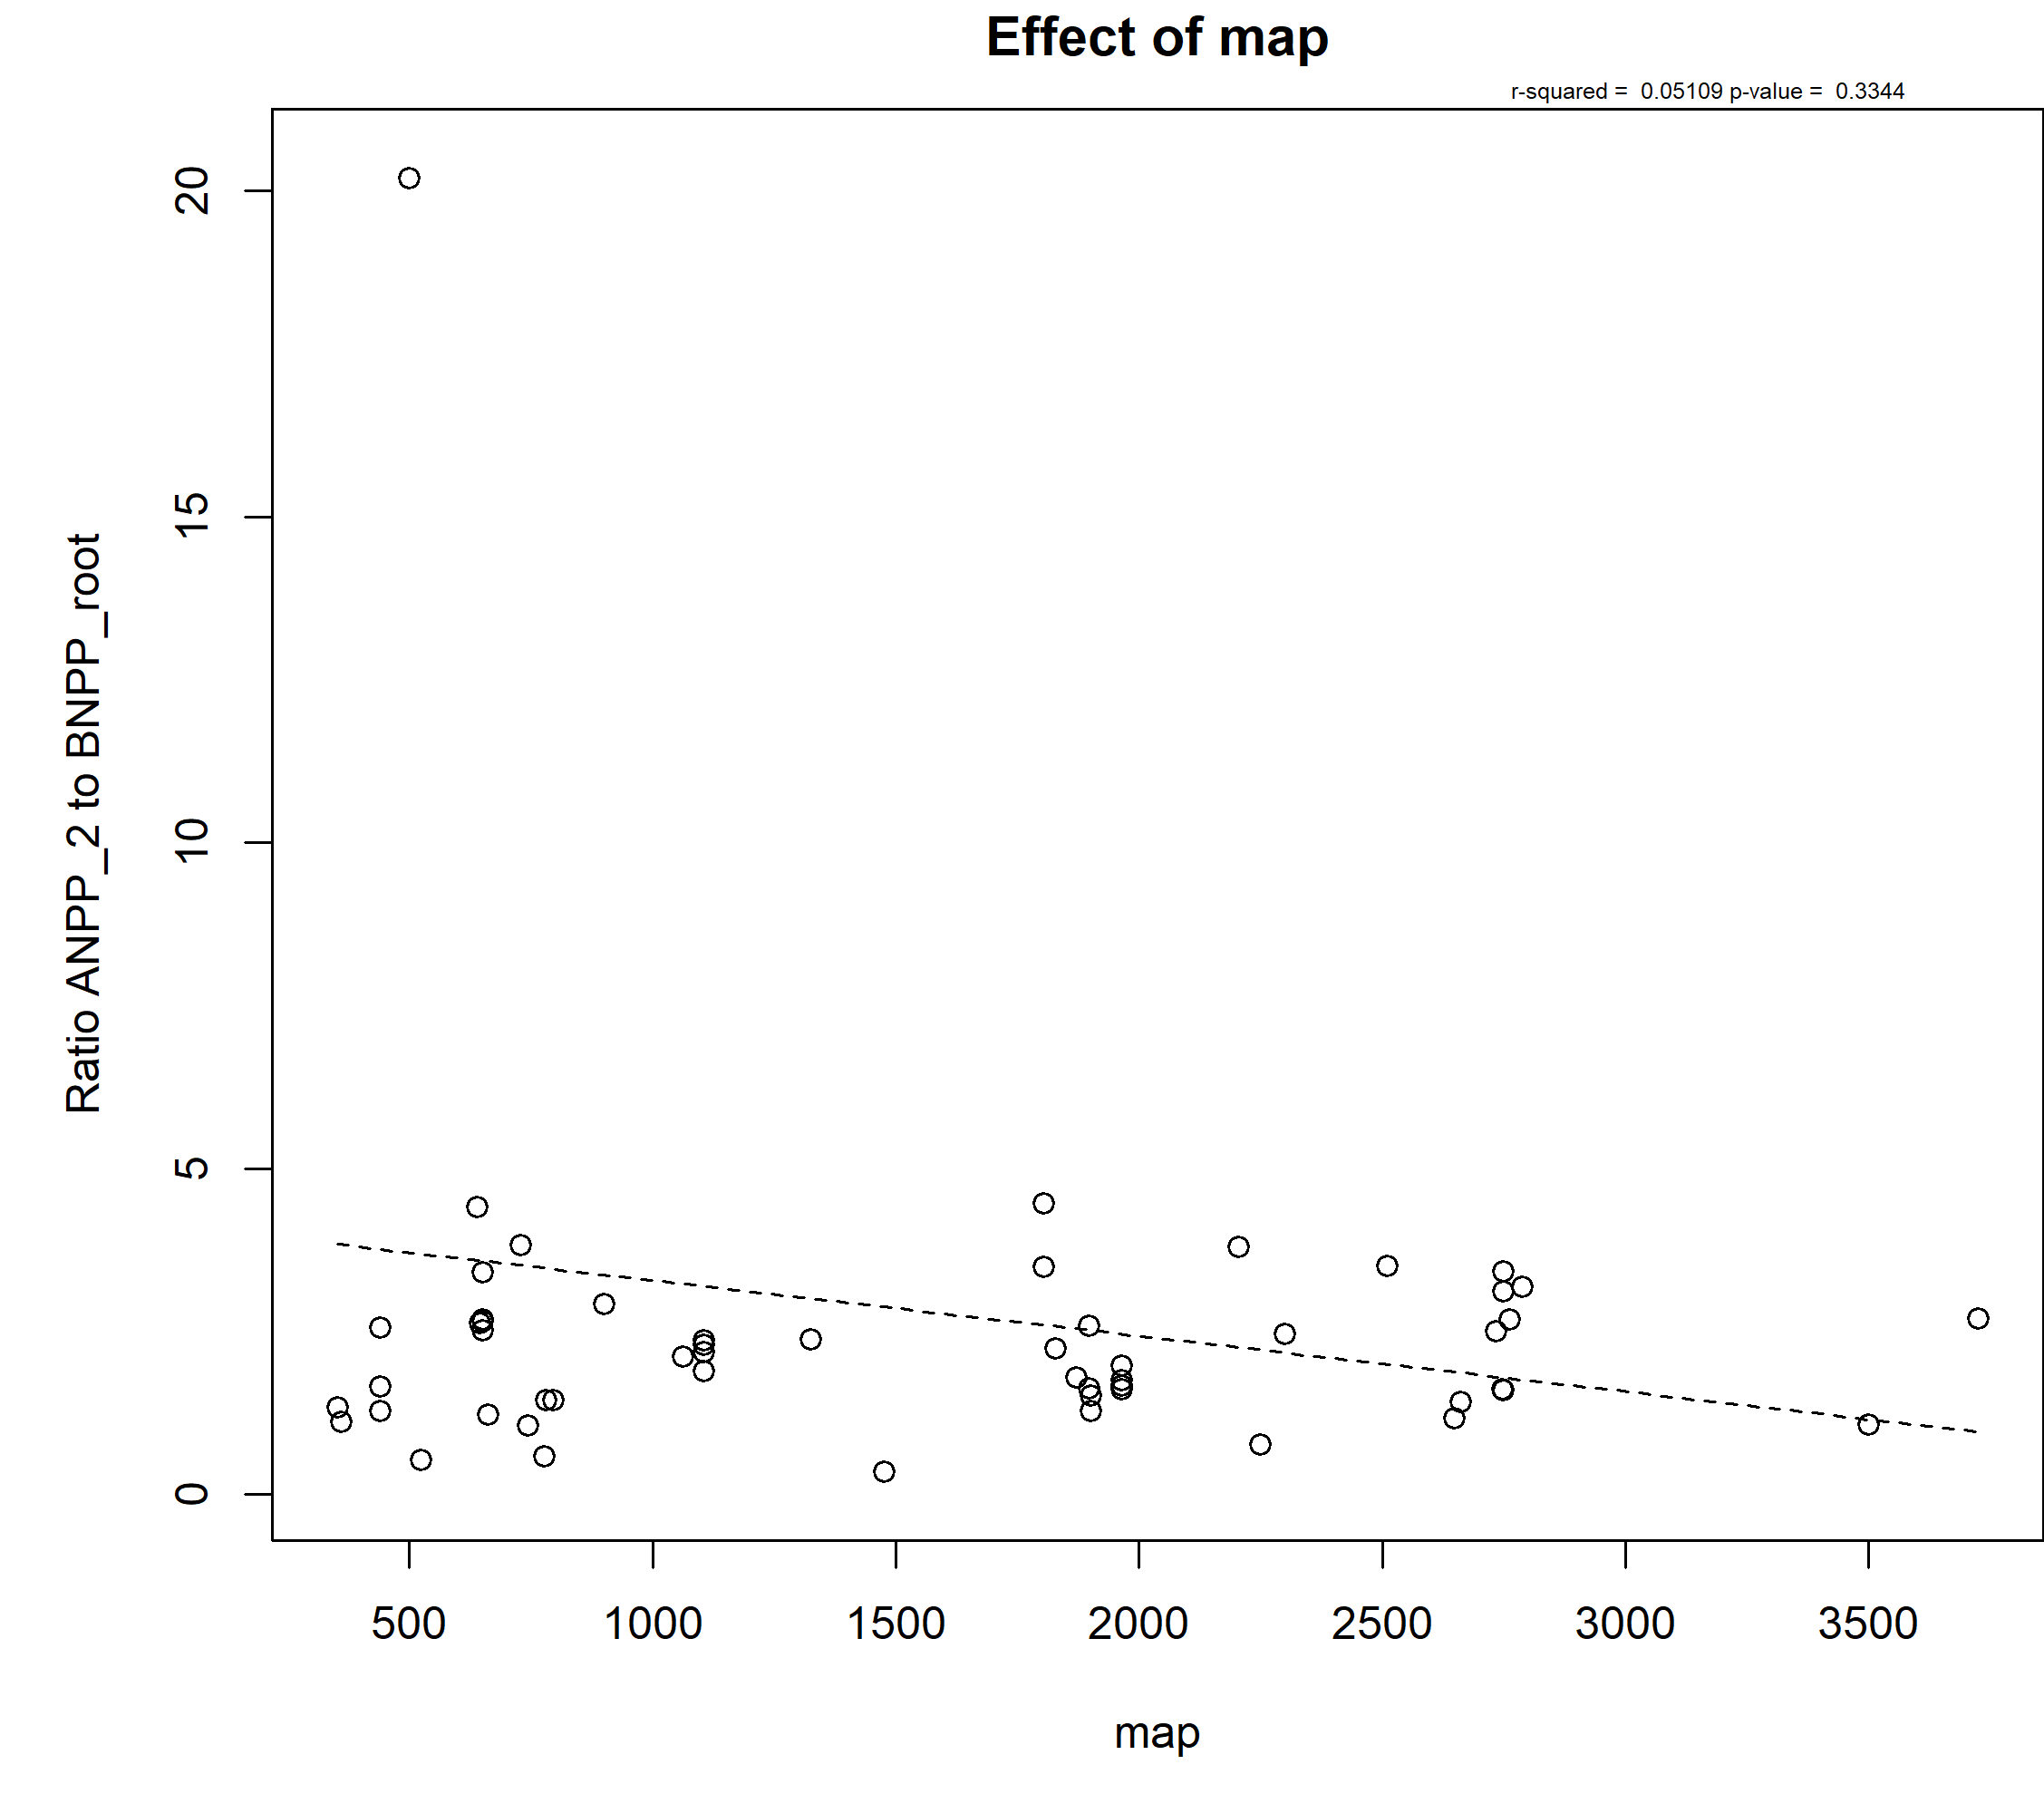 Effect of map
r-squared =  0.05109 p-value =  0.3344
Ratio ANPP_2 to BNPP_root
20
15
10
5
0
500 1000 1500 2000 2500 3000 3500
map